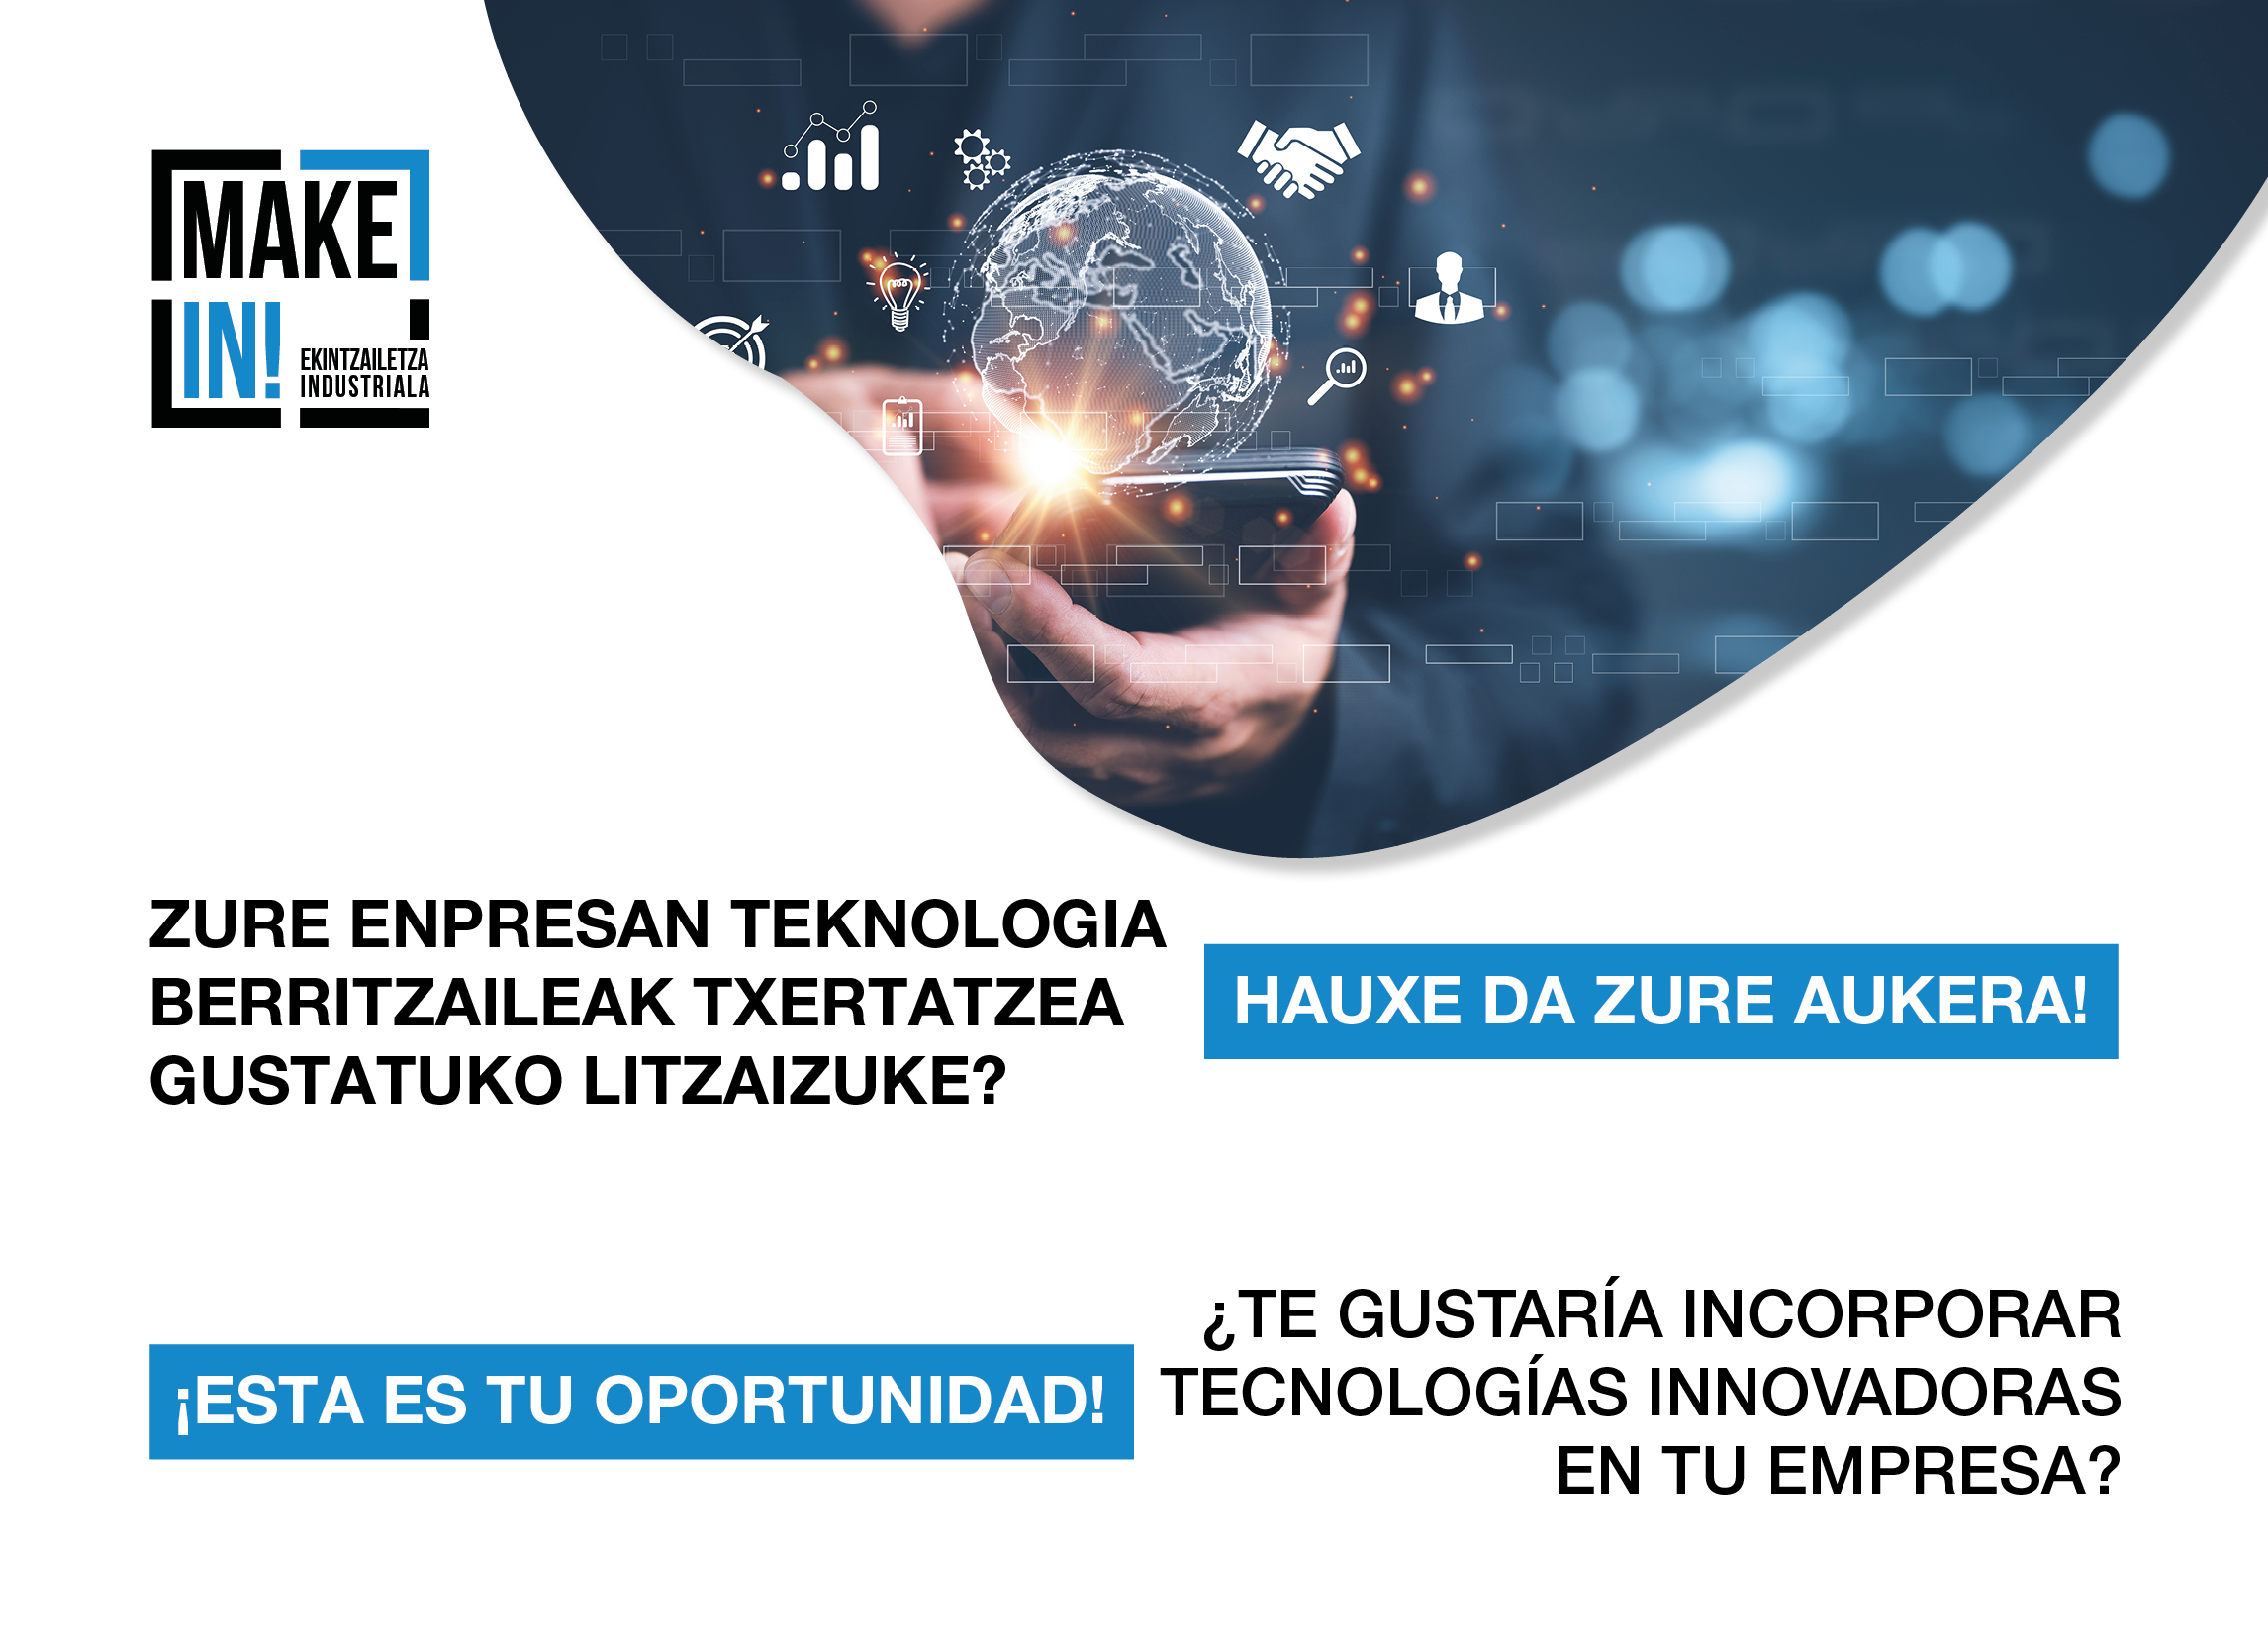 MAKE
IN!
EKINTZAILETZA
INDUSTRIALA
ZURE ENPRESAN TEKNOLOGIA
BERRITZAILEAK TXERTATZEA
GUSTATUKO LITZAIZUKE?
HAUXE DA ZURE AUKERA!
¡ESTA ES TU OPORTUNIDAD!
¿TE GUSTARÍA INCORPORAR
TECNOLOGÍAS INNOVADORAS
EN TU EMPRESA?